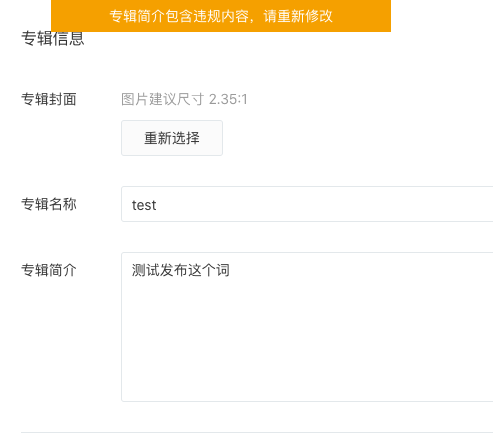 专辑简介包含违规内容，请重新修改
专辑信息
专辑封面
图片建议尺寸 2.35:1
重新选择
专辑名称
test
专辑简介
测试发布这个词